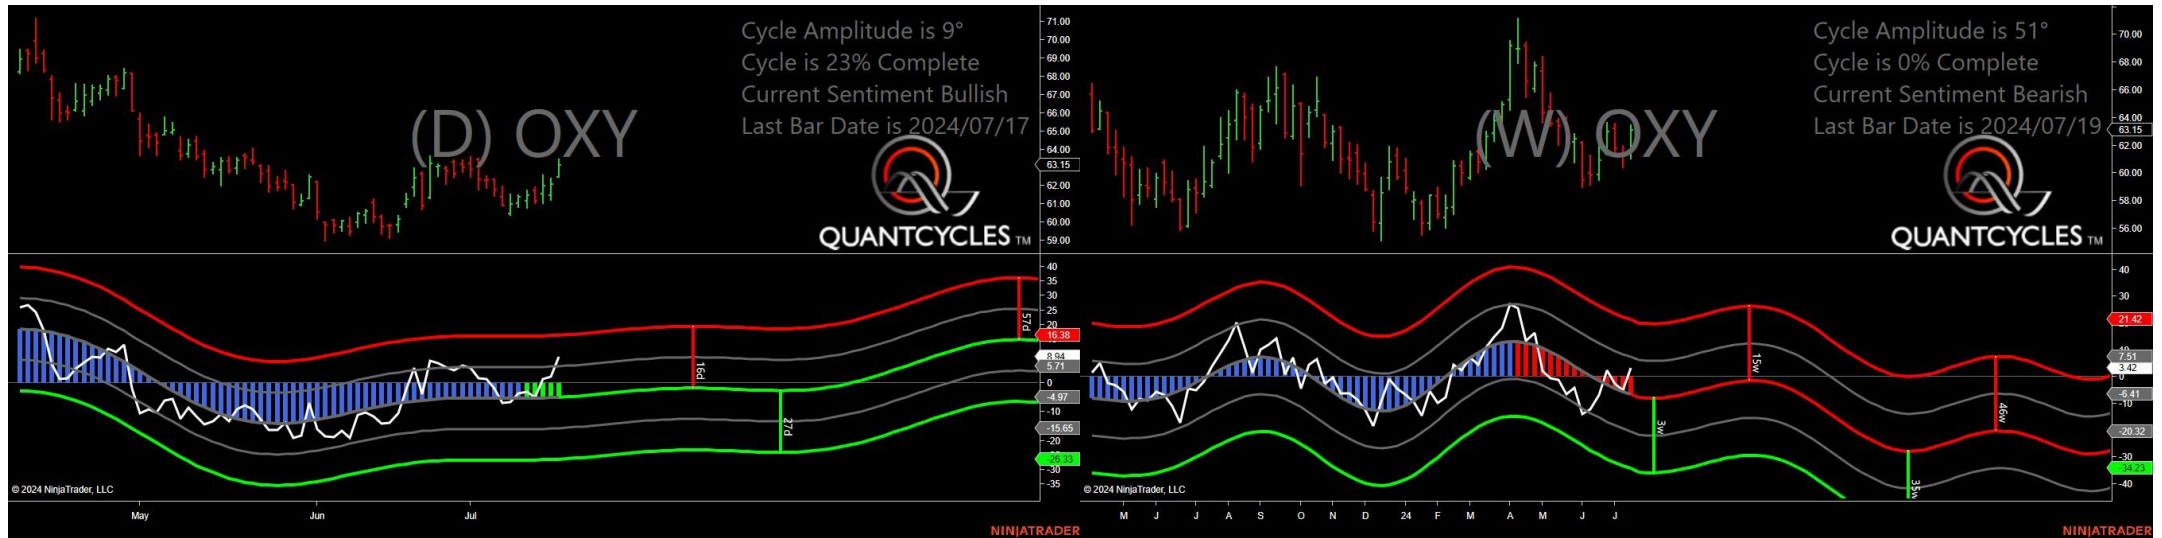 Cycle Amplitude is 9°
Cycle is 23% Complete
Current Sentiment Bullish
Last Bar Date is 2024/07/17
(D) OXY
QUANTCYCLES TM
71.00
70.00
69.00
68.00
67.00
66.00
65.00
64.00
63.15
62.00
61.00
60.00
59.00
40
35
30
25
20
16.38
8.94
5.71
0
-4.97
-10
-15.65
-20
-26.33
-30
-35
16d
27d
57d
© 2024 NinjaTrader, LLC
May
Jun
Jul
NINJATRADER
Cycle Amplitude is 51°
Cycle is 0% Complete
Current Sentiment Bearish
Last Bar Date is 2024/07/19
(W) OXY
QUANTCYCLES TM
70.00
68.00
66.00
64.00
63.15
62.00
60.00
58.00
56.00
40
30
21.42
7.51
3.42
0
-6.41
-10
-20.32
-30
-34.23
-40
3w
15w
35w
46w
© 2024 NinjaTrader, LLC
M J J A S O N D 24 F M A M J J
NINJATRADER